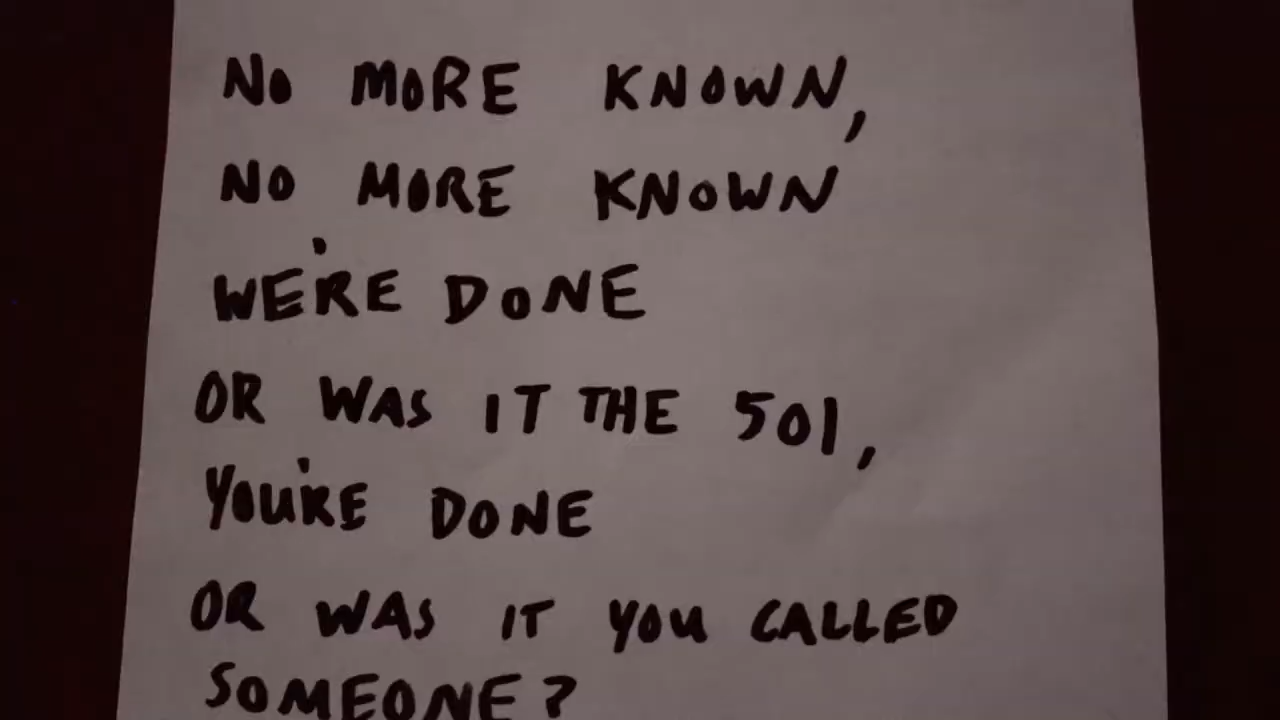 NO MORE KNOWN,
NO MORE KNOWN
WE'RE DONE
OR WAS IT THE 501,
YOU'RE DONE
OR WAS IT YOU CALLED
SOMEONE?